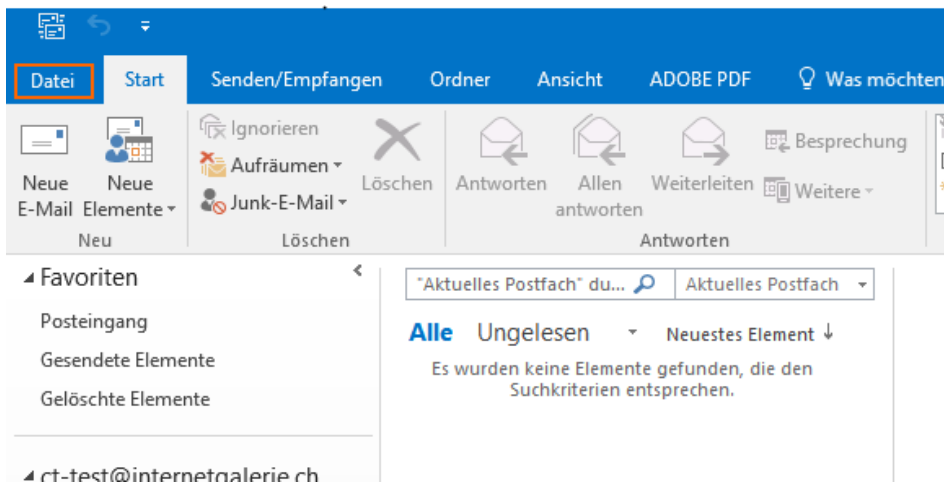 Datei Start Senden/Empfangen Ordner Ansicht ADOBE PDF Was möchten
Neue E-Mail
Neue Elemente
Neu
Ignorieren
Aufräumen
Junk-E-Mail
Löschen
Löschen
Antworten
Allen antworten
Weiterleiten
Besprechung
Weitere
Antworten
Favoriten
Posteingang
Gesendete Elemente
Gelöschte Elemente
ct-test@internetgalerie.ch
"Aktuelles Postfach" du... Aktuelles Postfach
Alle Ungelesen Neuestes Element
Es wurden keine Elemente gefunden, die den
Suchkriterien entsprechen.